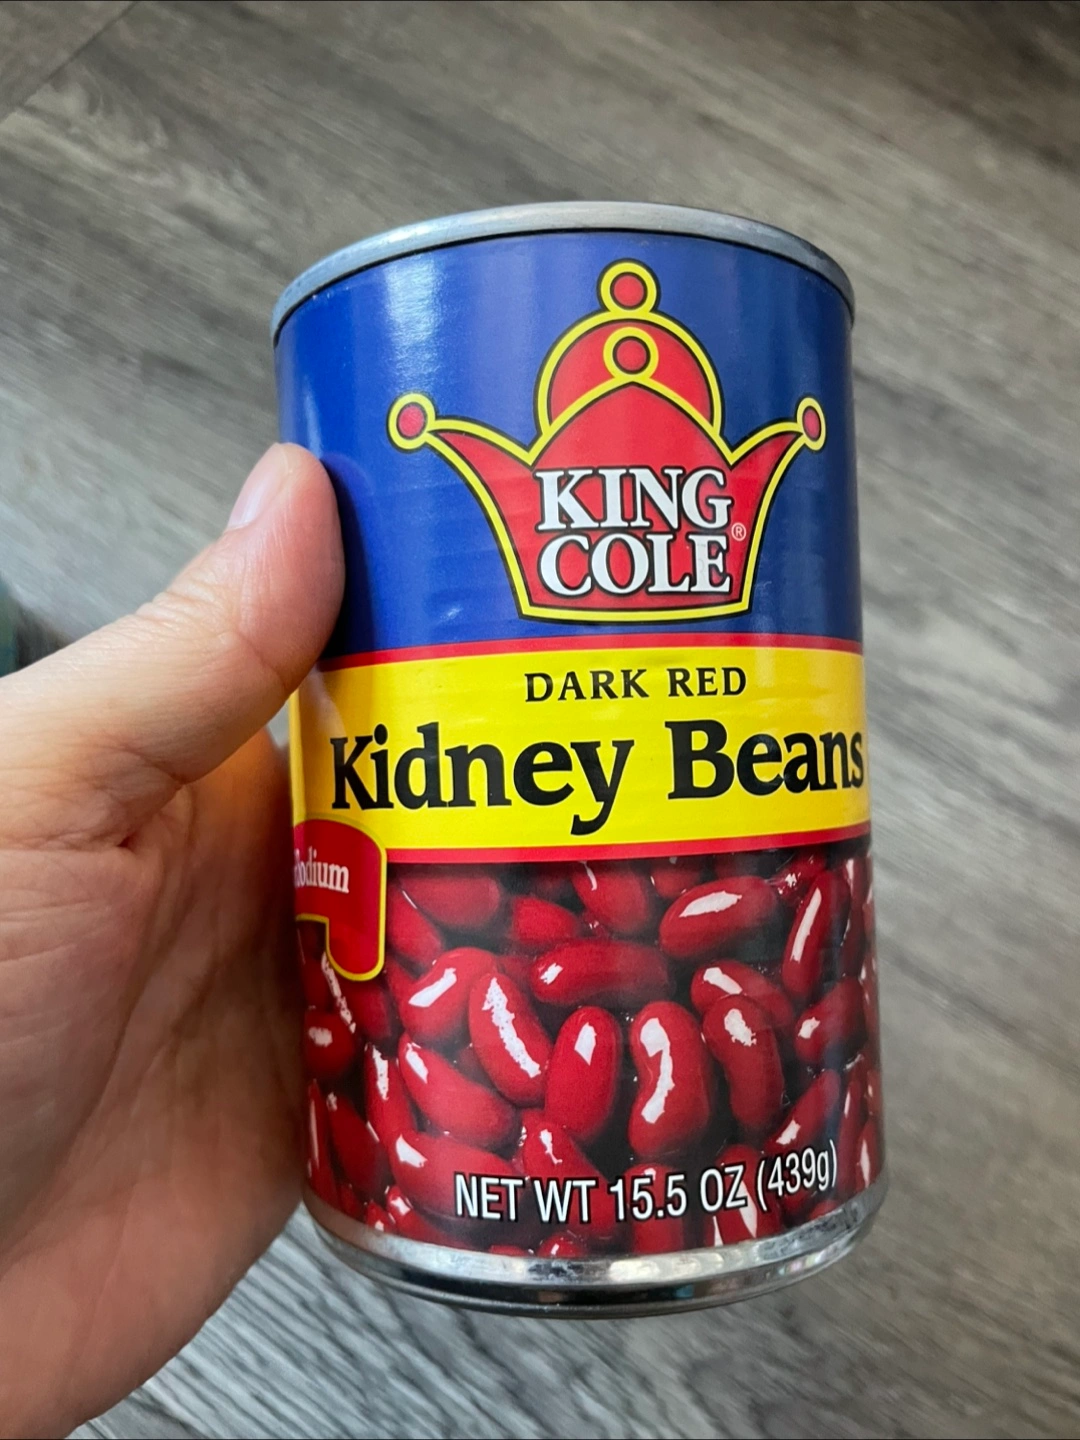 KING
COLE®
DARK RED
Kidney Beans
NET WT 15.5 OZ (439g)